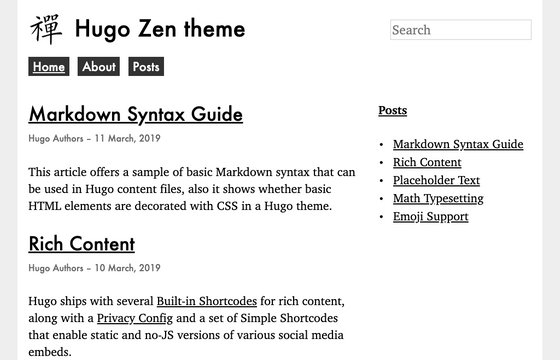 禪 Hugo Zen theme
Search
Home About Posts
Markdown Syntax Guide
Hugo Authors – 11 March, 2019
This article offers a sample of basic Markdown syntax that can
be used in Hugo content files, also it shows whether basic
HTML elements are decorated with CSS in a Hugo theme.
Rich Content
Hugo Authors – 10 March, 2019
Hugo ships with several Built-in Shortcodes for rich content,
along with a Privacy Config and a set of Simple Shortcodes
that enable static and no-JS versions of various social media
embeds.
Posts
• Markdown Syntax Guide
• Rich Content
• Placeholder Text
• Math Typesetting
• Emoji Support